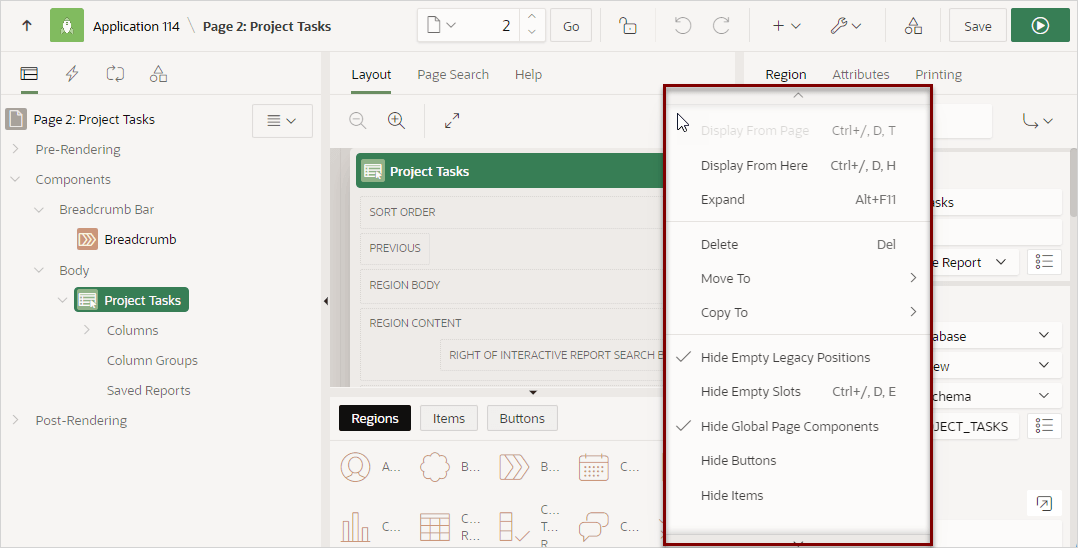 Application 114 \ Page 2: Project Tasks
2
Go
Save
Layout
Page Search
Help
Region
Attributes
Printing
Page 2: Project Tasks
Pre-Rendering
Components
Breadcrumb Bar
Breadcrumb
Body
Project Tasks
Columns
Column Groups
Saved Reports
Post-Rendering
Project Tasks
SORT ORDER
PREVIOUS
REGION BODY
REGION CONTENT
RIGHT OF INTERACTIVE REPORT SEARCH B
Regions
Items
Buttons
A...
B...
B...
C...
C...
C...
R...
C...
T...
R
C...
Display From Page Ctrl+/, D, T
Display From Here Ctrl+/, D, H
Expand Alt+F11
Delete Del
Move To
Copy To
Hide Empty Legacy Positions
Hide Empty Slots Ctrl+/, D, E
Hide Global Page Components
Hide Buttons
Hide Items
asks
e Report
abase
ew
chema
JECT_TASKS